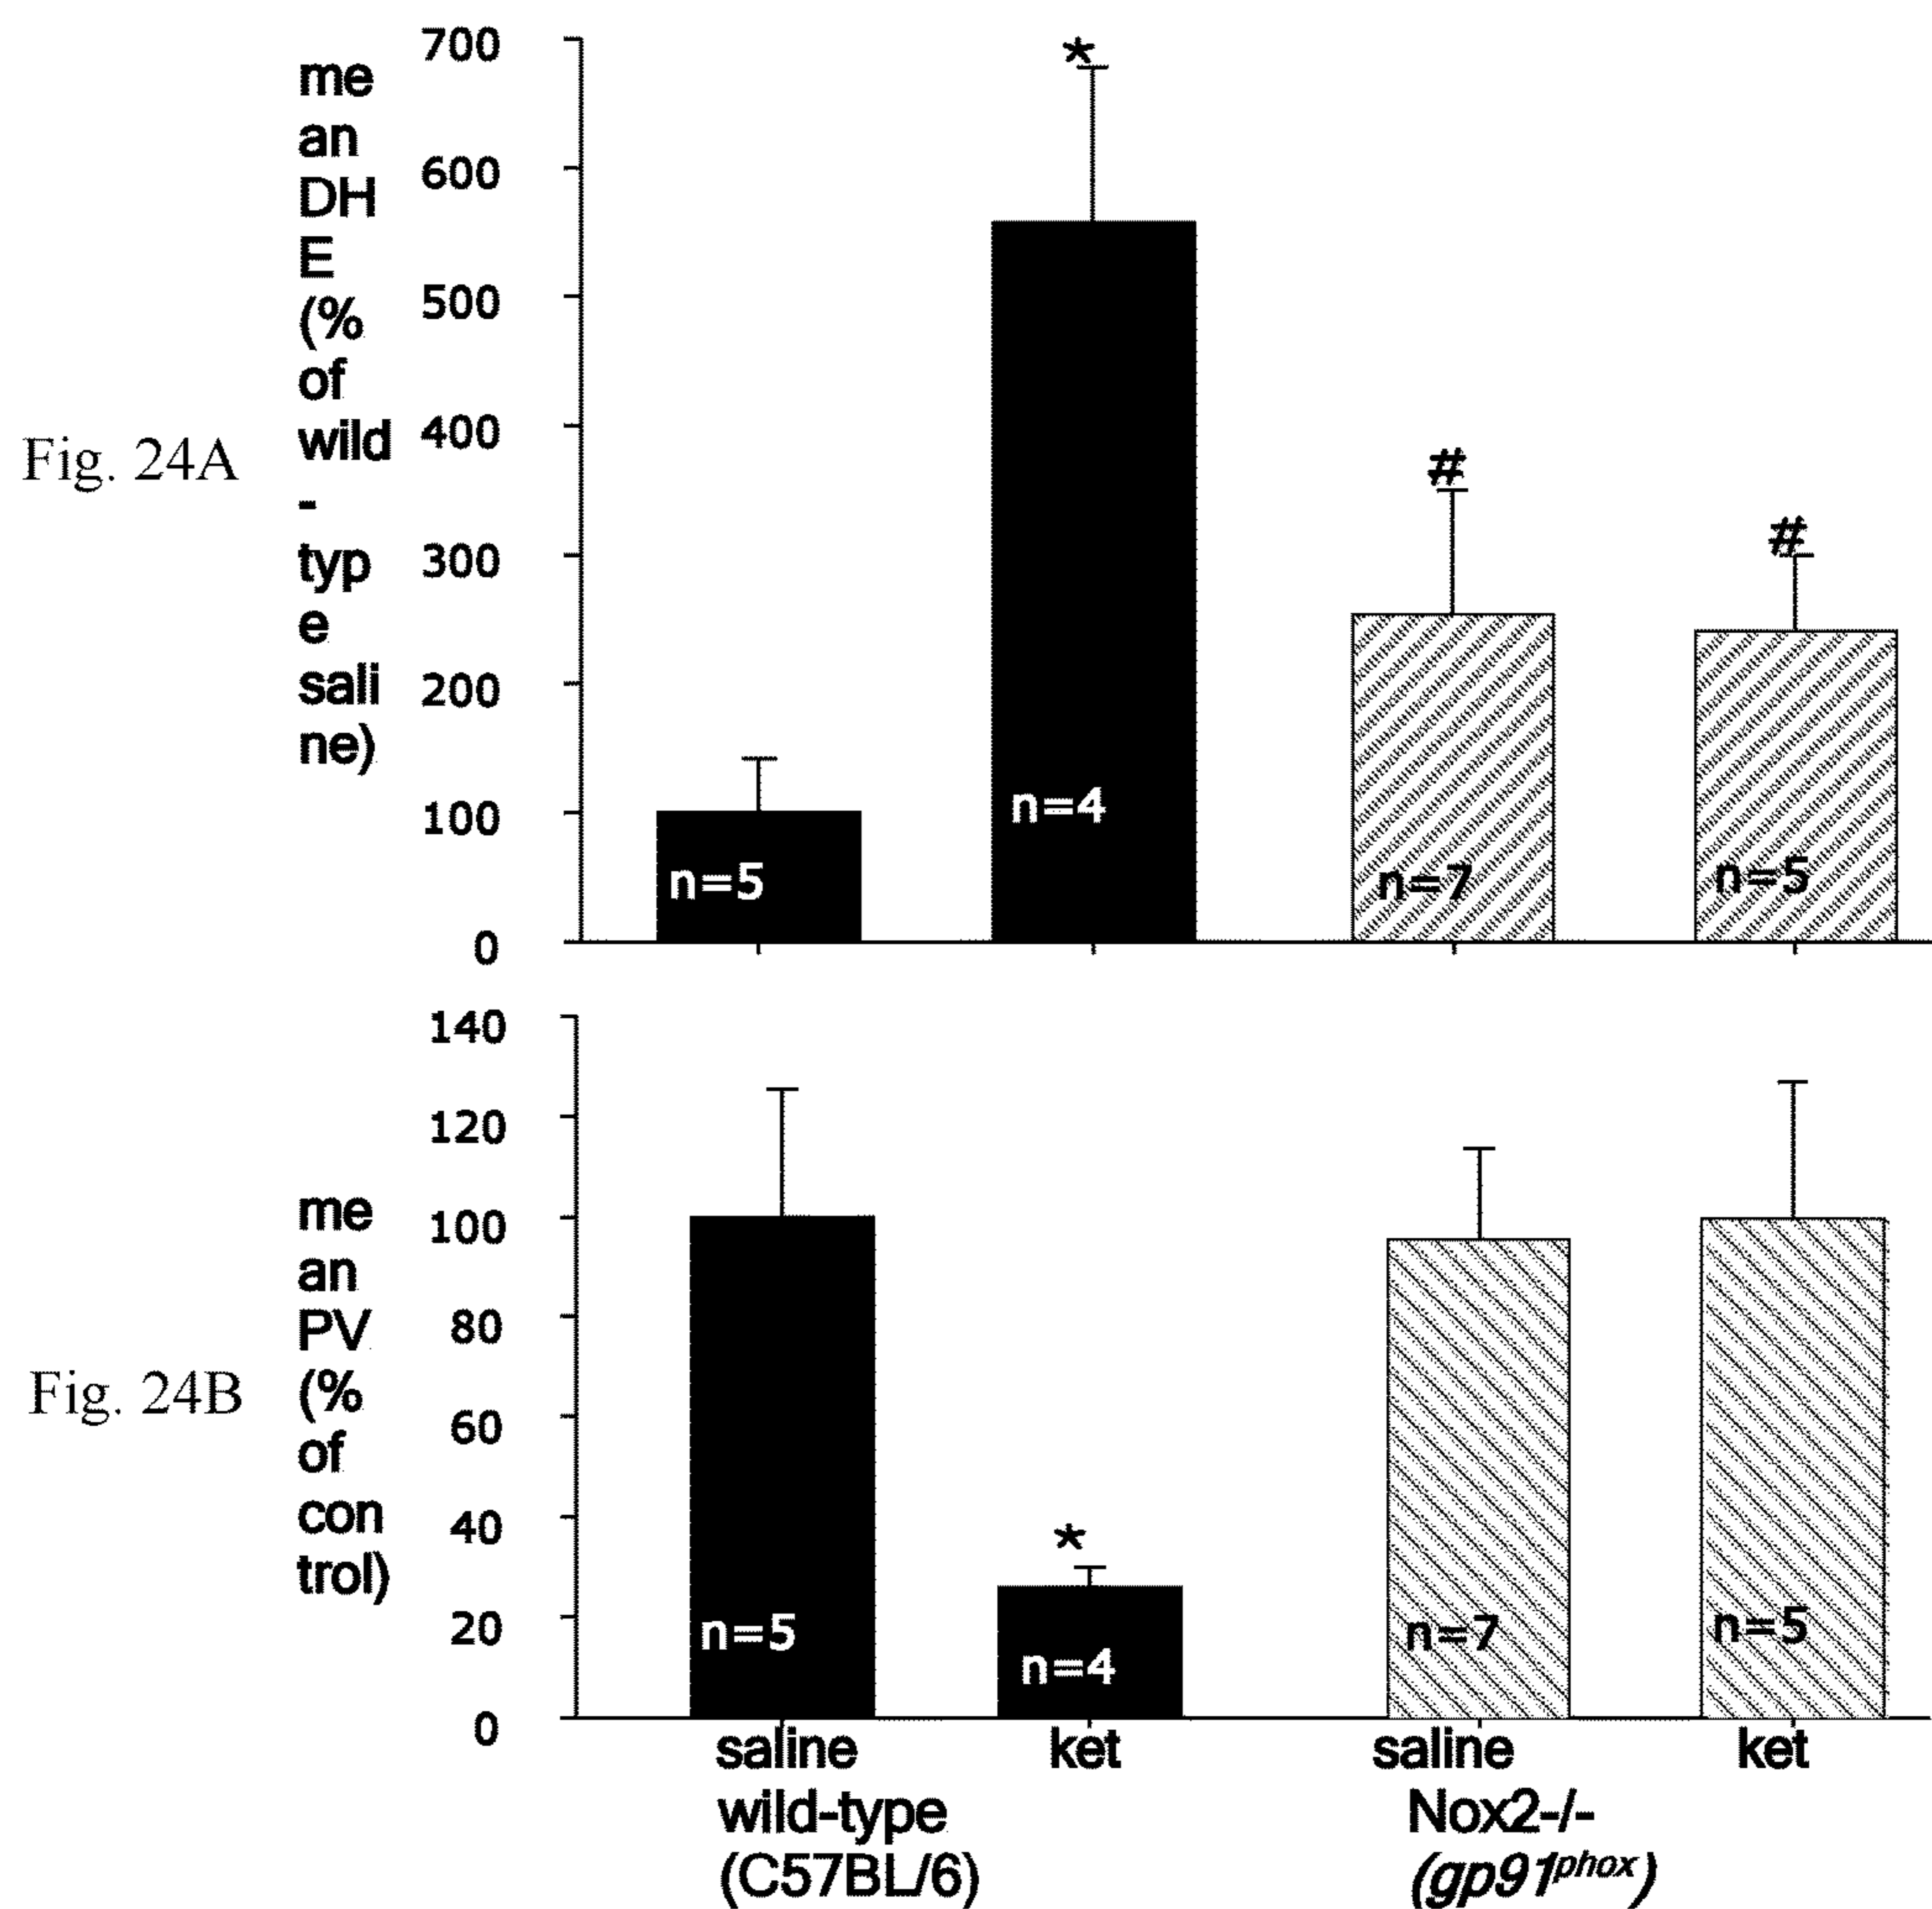 Fig. 24A
me
an
DH
E
(%
of
wild
-
typ
e
sali
ne)
700
600
500
400
300
200
100
0
*
#
#
n=5
n=4
n=7
n=5
Fig. 24B
me
an
PV
(%
of
con
trol)
140
120
100
80
60
40
20
0
*
n=5
n=4
n=7
n=5
saline ket saline ket
wild-type Nox2-/-
(C57BL/6) (gp91phox)